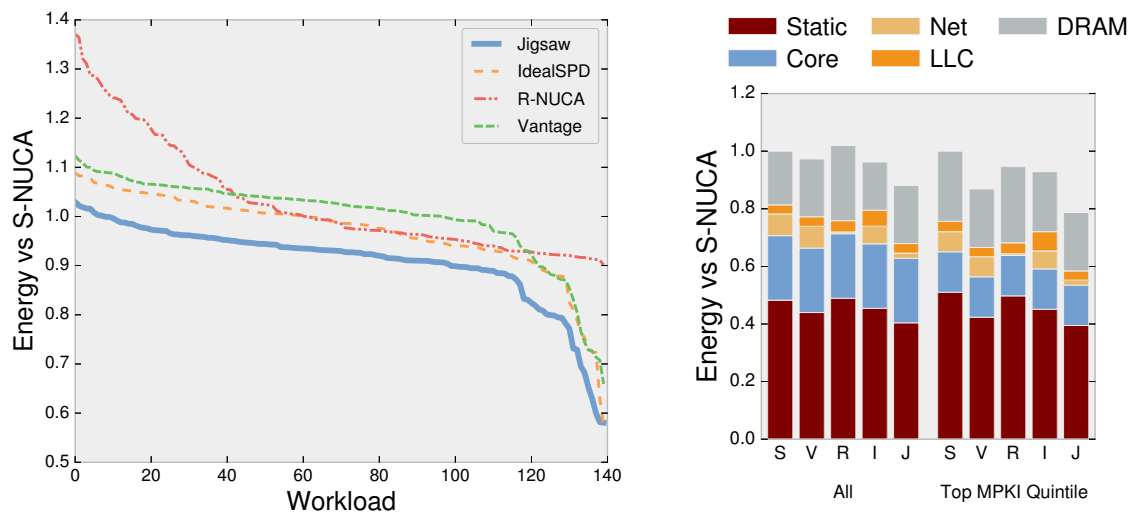 1.4
1.3
1.2
1.1
1.0
0.9
0.8
0.7
0.6
0.5
Energy vs S-NUCA
0 20 40 60 80 100 120 140
Workload
Jigsaw
IdealSPD
R-NUCA
Vantage
Static Net DRAM
Core LLC
1.2
1.0
0.8
0.6
0.4
0.2
0.0
Energy vs S-NUCA
S V R I J S V R I J
All Top MPKI Quintile